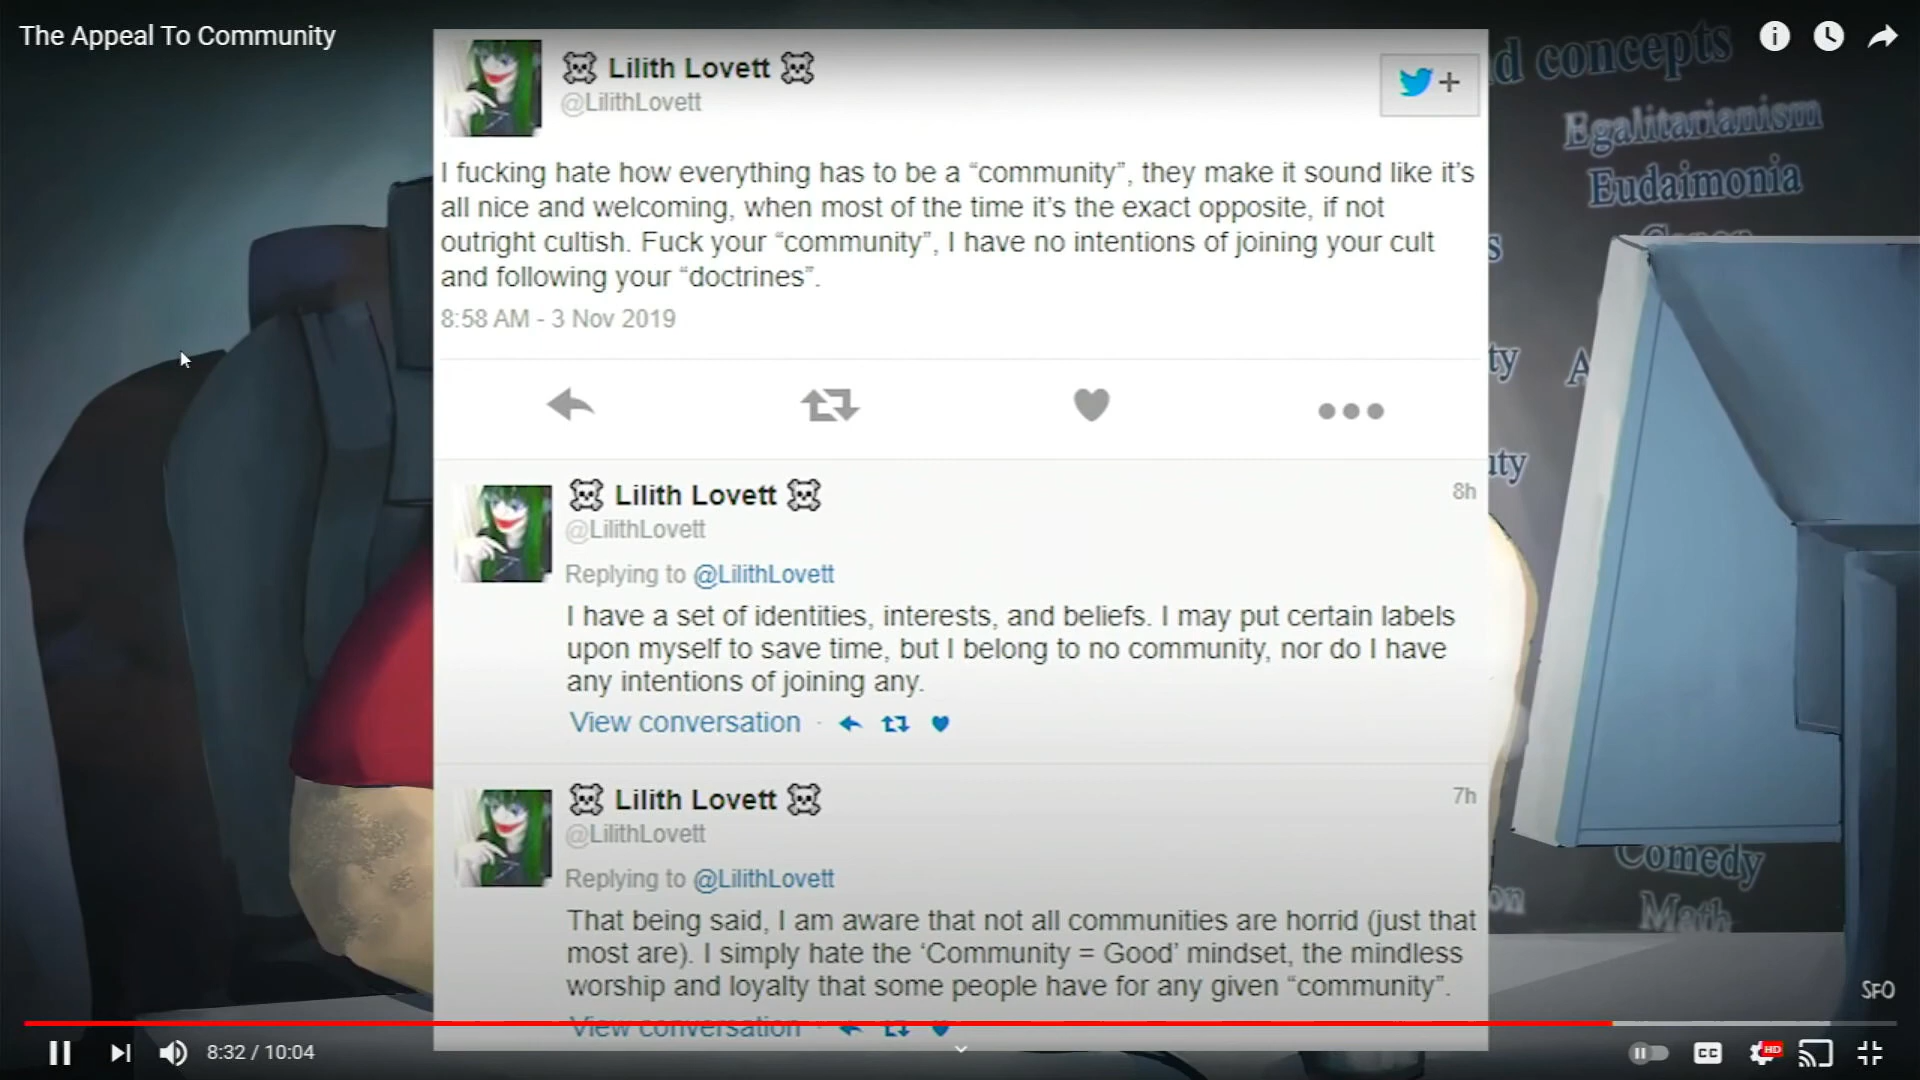 The Appeal To Community
Lilith Lovett
@LilithLovett
I fucking hate how everything has to be a “community”, they make it sound like it’s
all nice and welcoming, when most of the time it’s the exact opposite, if not
outright cultish. Fuck your “community”, I have no intentions of joining your cult
and following your “doctrines”.
8:58 AM - 3 Nov 2019
Lilith Lovett
8h
@LilithLovett
Replying to @LilithLovett
I have a set of identities, interests, and beliefs. I may put certain labels
upon myself to save time, but I belong to no community, nor do I have
any intentions of joining any.
View conversation
Lilith Lovett
7h
@LilithLovett
Replying to @LilithLovett
That being said, I am aware that not all communities are horrid (just that
most are). I simply hate the ‘Community = Good’ mindset, the mindless
worship and loyalty that some people have for any given “community”.
View conversation
concepts
Egalitarianism
Eudaimonia
Comedy
Math
SFO
8:32 / 10:04
CC
HD